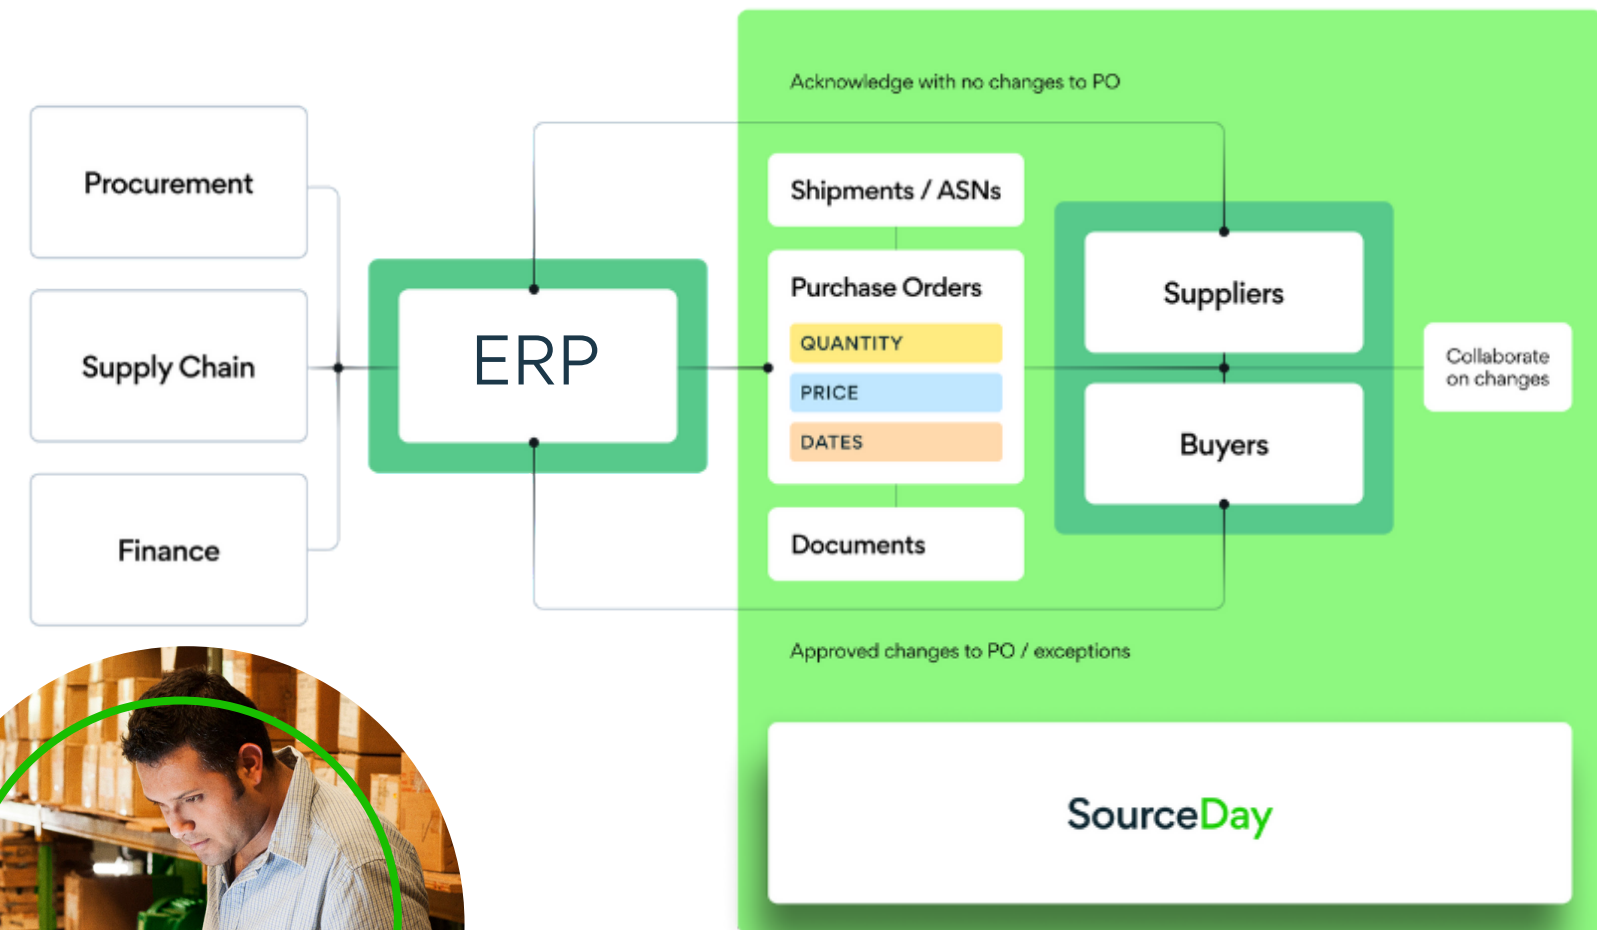 Acknowledge with no changes to PO
Procurement
Supply Chain
Finance
ERP
Shipments / ASNs
Purchase Orders
QUANTITY
PRICE
DATES
Documents
Suppliers
Buyers
Collaborate
on changes
Approved changes to PO / exceptions
SourceDay